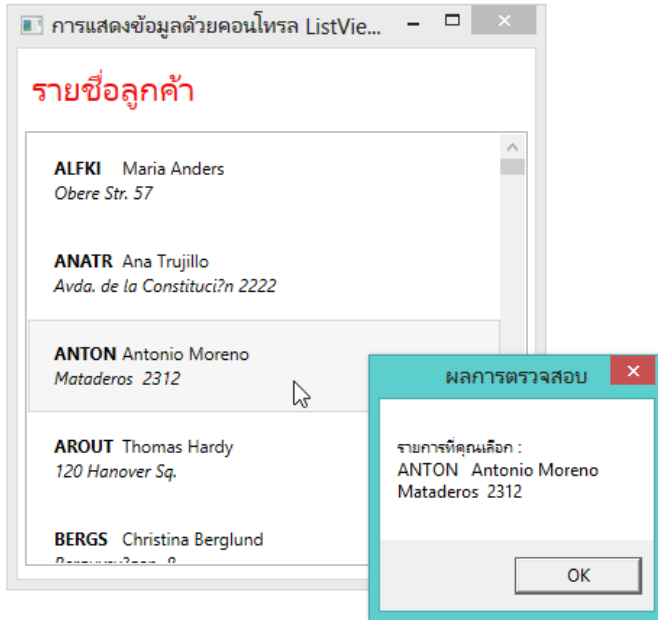 การแสดงข้อมูลด้วยคอนโทรล ListVie...
รายชื่อลูกค้า
ALFKI Maria Anders
Obere Str. 57
ANATR Ana Trujillo
Avda. de la Constituci?n 2222
ANTON Antonio Moreno
Mataderos 2312
AROUT Thomas Hardy
120 Hanover Sq.
BERGS Christina Berglund
ผลการตรวจสอบ
รายการที่คุณเลือก :
ANTON Antonio Moreno
Mataderos 2312
OK